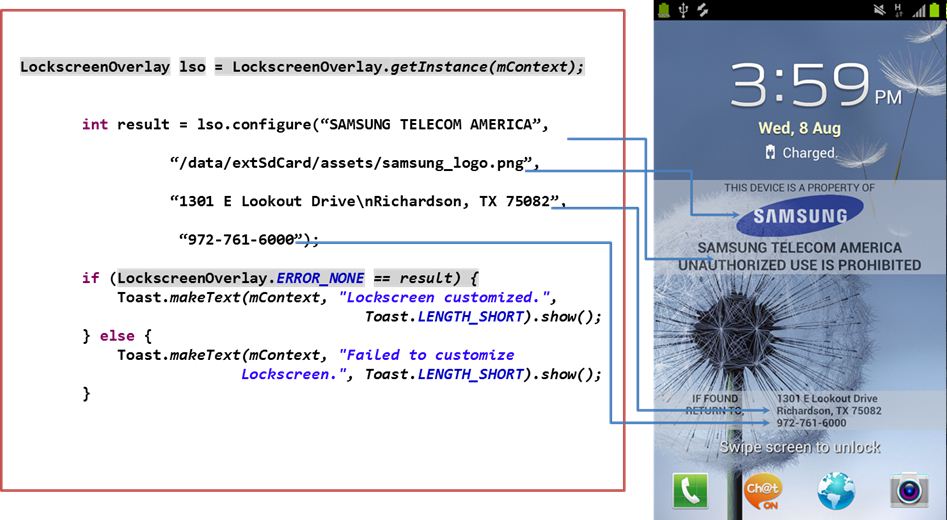 LockscreenOverlay lso = LockscreenOverlay.getInstance(mContext);
int result = lso.configure(“SAMSUNG TELECOM AMERICA”,
“/data/extSdCard/assets/samsung_logo.png”,
“1301 E Lookout Drive\nRichardson, TX 75082”,
“972-761-6000”);
if (LockscreenOverlay.ERROR_NONE == result) {
Toast.makeText(mContext, "Lockscreen customized.",
Toast.LENGTH_SHORT).show();
} else {
Toast.makeText(mContext, "Failed to customize
Lockscreen.", Toast.LENGTH_SHORT).show();
}
H
3:59 PM
Wed, 8 Aug
Charged.
THIS DEVICE IS A PROPERTY OF
SAMSUNG
SAMSUNG TELECOM AMERICA
UNAUTHORIZED USE IS PROHIBITED
IF FOUND
RETURN TO,
1301 E Lookout Drive
Richardson, TX 75082
972-761-6000
Swipe screen to unlock
Ch@t
ON